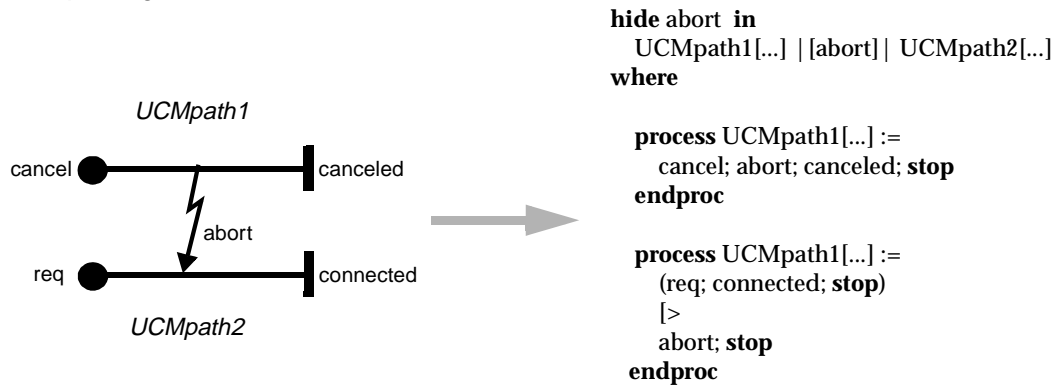 UCMpath1
cancel
canceled
abort
req
connected
UCMpath2
hide abort in
UCMpath1[...] |[abort]| UCMpath2[...]
where
process UCMpath1[...] :=
cancel; abort; canceled; stop
endproc
process UCMpath1[...] :=
(req; connected; stop)
[>
abort; stop
endproc